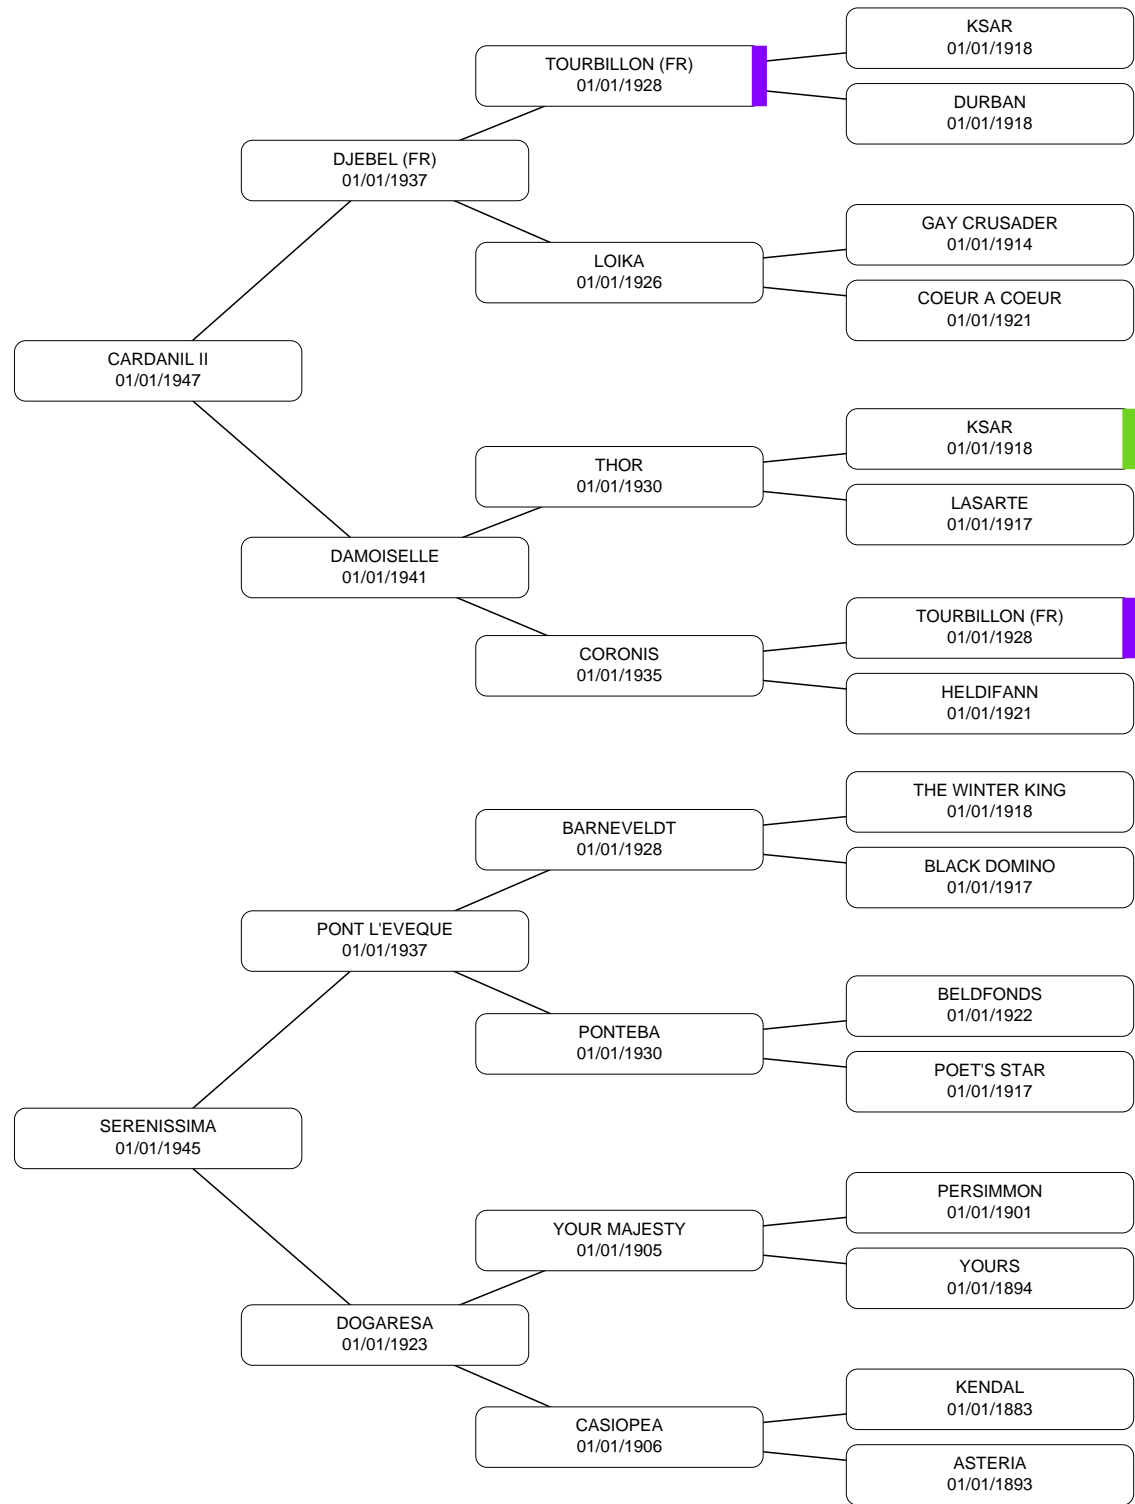 KSAR
01/01/1918
TOURBILLON (FR)
01/01/1928
DURBAN
01/01/1918
DJEBEL (FR)
01/01/1937
GAY CRUSADER
01/01/1914
LOIKA
01/01/1926
COEUR A COEUR
01/01/1921
CARDANIL II
01/01/1947
KSAR
01/01/1918
THOR
01/01/1930
LASARTE
01/01/1917
DAMOISELLE
01/01/1941
TOURBILLON (FR)
01/01/1928
CORONIS
01/01/1935
HELDIFANN
01/01/1921
THE WINTER KING
01/01/1918
BARNEVELDT
01/01/1928
BLACK DOMINO
01/01/1917
PONT L'EVEQUE
01/01/1937
BELDFONDS
01/01/1922
PONTEBA
01/01/1930
POET'S STAR
01/01/1917
SERENISSIMA
01/01/1945
PERSIMMON
01/01/1901
YOUR MAJESTY
01/01/1905
YOURS
01/01/1894
DOGARESA
01/01/1923
KENDAL
01/01/1883
CASIOPEA
01/01/1906
ASTERIA
01/01/1893